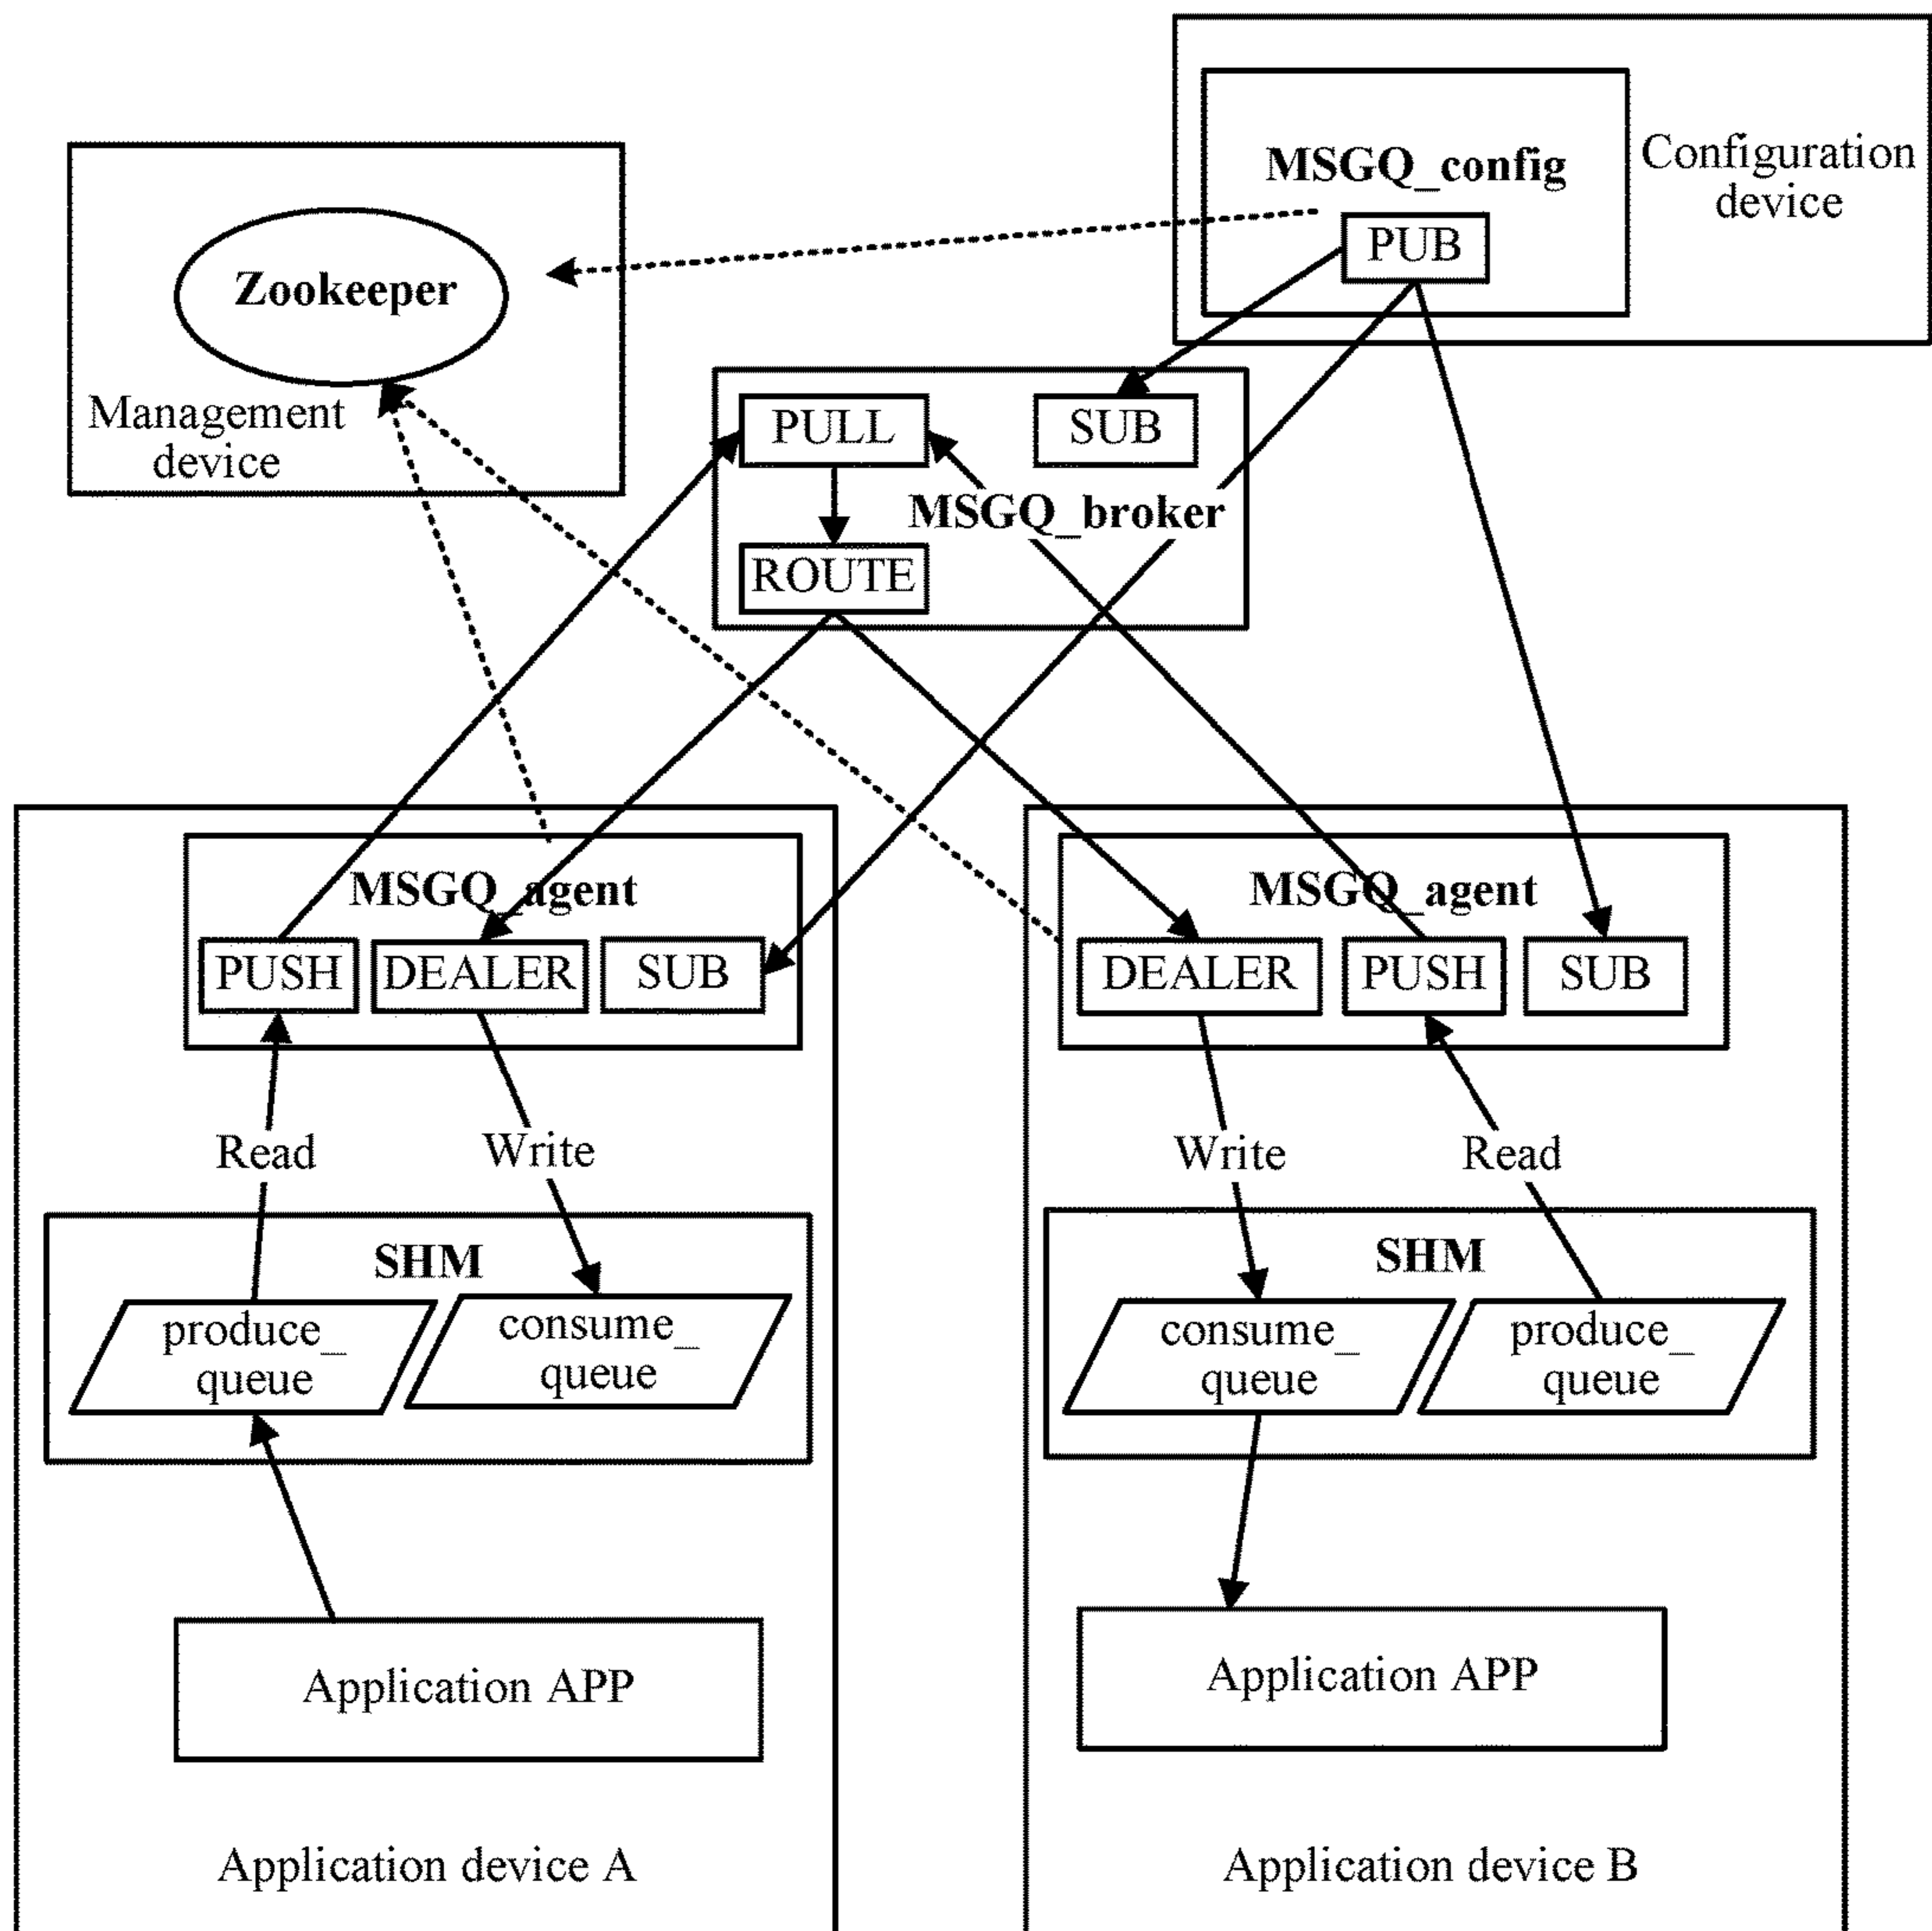 MSGQ_config
Configuration
device
PUB
Zookeeper
Management
device
PULL
SUB
MSGQ_broker
ROUTE
MSGQ_agent
PUSH
DEALER
SUB
Read
Write
SHM
produce_
queue
consume_
queue
Application APP
Application device A
MSGQ_agent
DEALER
PUSH
SUB
Write
Read
SHM
consume_
queue
produce_
queue
Application APP
Application device B